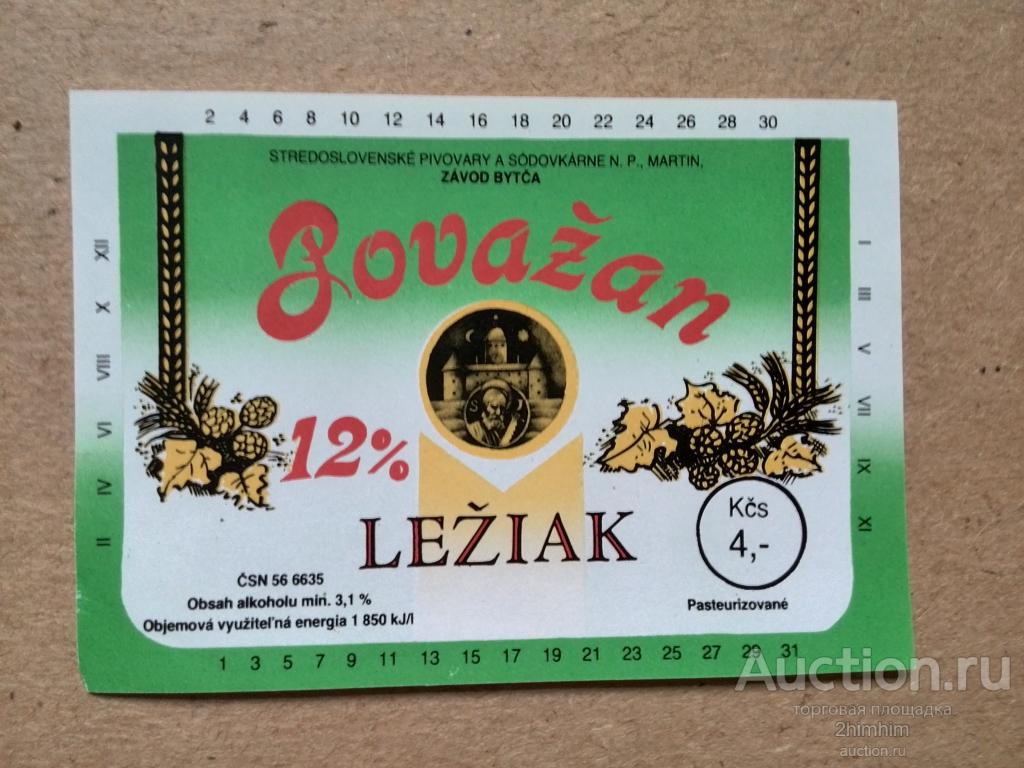 2 4 6 8 10 12 14 16 18 20 22 24 26 28 30
STREDOSLOVENSKÉ PIVOVARY A SÓDOVKÁRNE N. P., MARTIN,
ZÁVOD BYTČA
Považan
XII X VIII VI IV II
I III V VII IX XI
12%
LEŽIAK
Kčs
4,-
ČSN 56 6635
Obsah alkoholu min. 3,1 %
Objemová využiteľná energia 1 850 kJ/l
Pasteurizované
1 3 5 7 9 11 13 15 17 19 21 23 25 27 29 31
Auction.ru
торговая площадка
2himhim
auction.ru